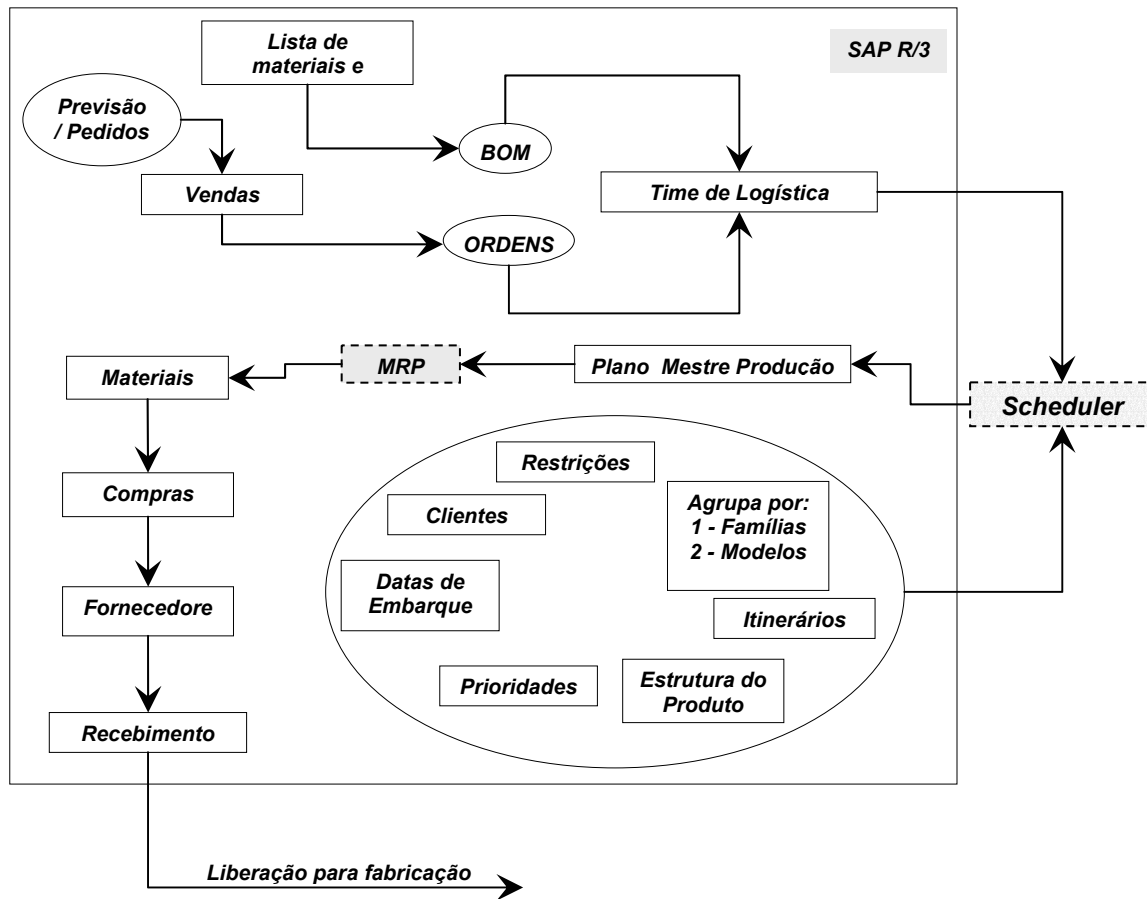 Lista de
materiais e
SAP R/3
Previsão
/ Pedidos
BOM
Vendas
Time de Logística
ORDENS
Materiais
MRP
Plano Mestre Produção
Scheduler
Restrições
Clientes
Agrupa por:
1 - Famílias
2 - Modelos
Compras
Datas de
Embarque
Fornecedore
Itinerários
Prioridades
Estrutura do
Produto
Recebimento
Liberação para fabricação